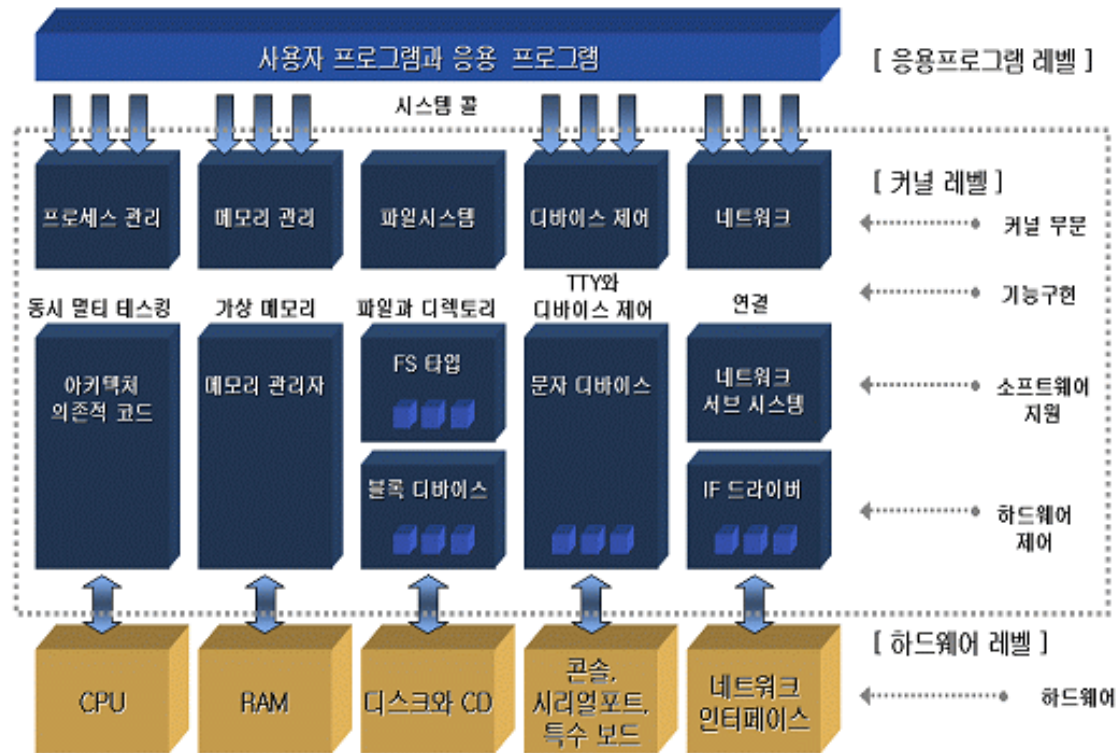 사용자 프로그램과 응용 프로그램
[ 응용프로그램 레벨 ]
시스템 콜
[ 커널 레벨 ]
프로세스 관리
메모리 관리
파일시스템
디바이스 제어
네트워크
커널 부문
동시 멀티 테스킹
가상 메모리
파일과 디렉토리
TTY와
디바이스 제어
연결
기능구현
아키텍처
의존적 코드
메모리 관리자
FS 타입
문자 디바이스
네트워크
서브 시스템
소프트웨어
지원
블록 디바이스
IF 드라이버
하드웨어
제어
[ 하드웨어 레벨 ]
CPU
RAM
디스크와 CD
콘솔,
시리얼포트,
특수 보드
네트워크
인터페이스
하드웨어